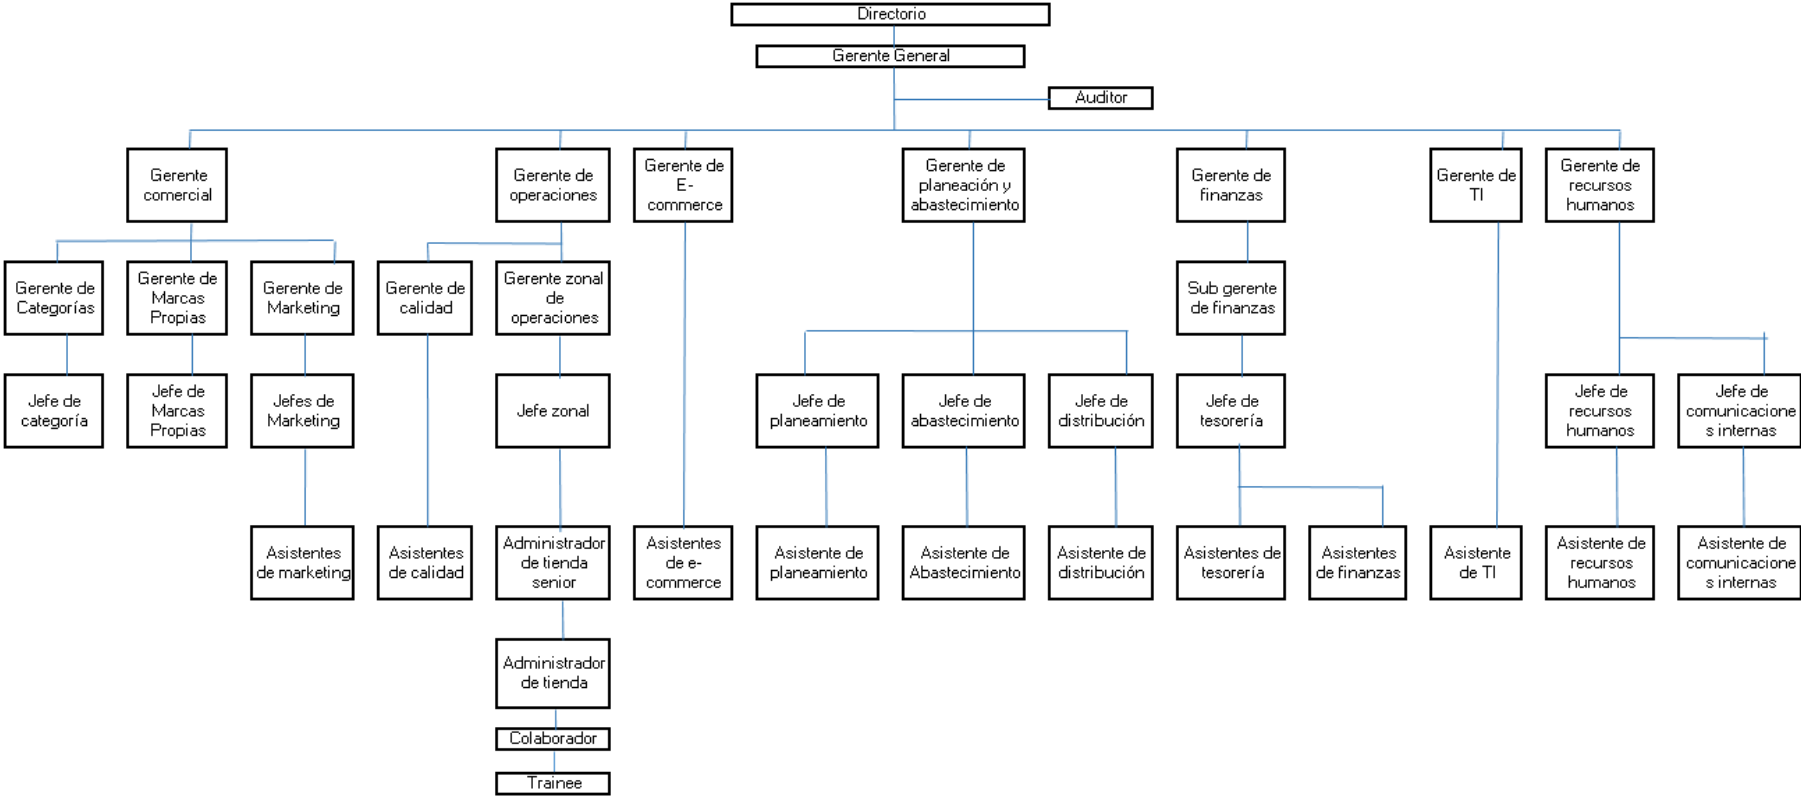 Directorio
Gerente General
Auditor
Gerente
comercial
Gerente de
operaciones
Gerente de
E-
commerce
Gerente de
planeación y
abastecimiento
Gerente de
finanzas
Gerente de
TI
Gerente de
recursos
humanos
Gerente de
Categorías
Gerente de
Marcas
Propias
Gerente de
Marketing
Gerente de
calidad
Gerente zonal
de
operaciones
Sub gerente
de finanzas
Jefe de
categoría
Jefe de
Marcas
Propias
Jefes de
Marketing
Jefe zonal
Jefe de
planeamiento
Jefe de
abastecimiento
Jefe de
distribución
Jefe de
tesorería
Jefe de
recursos
humanos
Jefe de
comunicacione
s internas
Asistentes
de marketing
Asistentes
de calidad
Administrador
de tienda
senior
Asistentes
de e-
commerce
Asistente de
planeamiento
Asistente de
Abastecimiento
Asistente de
distribución
Asistentes de
tesorería
Asistentes
de finanzas
Asistente
de TI
Asistente de
recursos
humanos
Asistente de
comunicacione
s internas
Administrador
de tienda
Colaborador
Trainee